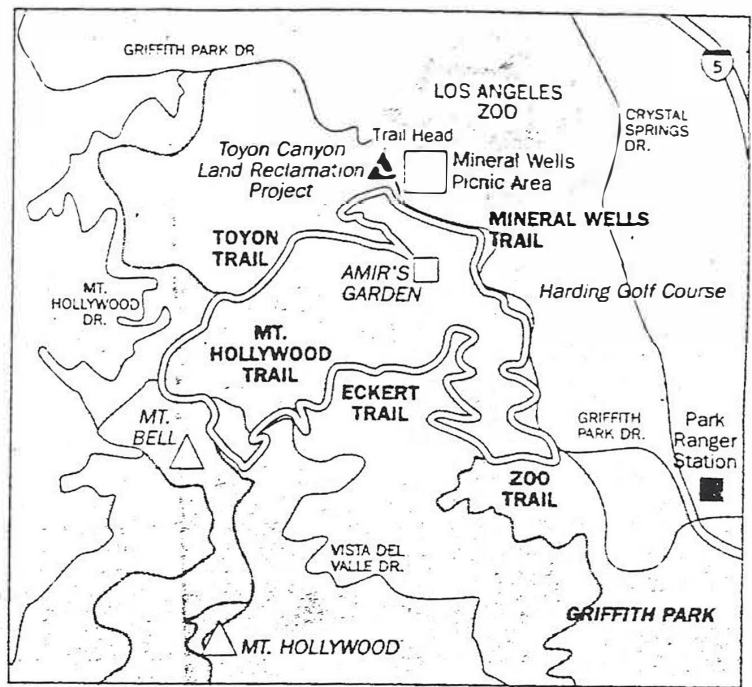 GRIFFITH PARK DR
5
LOS ANGELES
ZOO
CRYSTAL
SPRINGS
DR.
Trail Head
Toyon Canyon
Land Reclamation
Project
Mineral Wells
Picnic Area
MINERAL WELLS
TRAIL
TOYON
TRAIL
AMIR'S
GARDEN
Harding Golf Course
MT.
HOLLYWOOD
DR.
MT.
HOLLYWOOD
TRAIL
ECKERT
TRAIL
MT.
BELL
GRIFFITH
PARK DR.
Park
Ranger
Station
ZOO
TRAIL
VISTA DEL
VALLE DR.
GRIFFITH PARK
MT. HOLLYWOOD